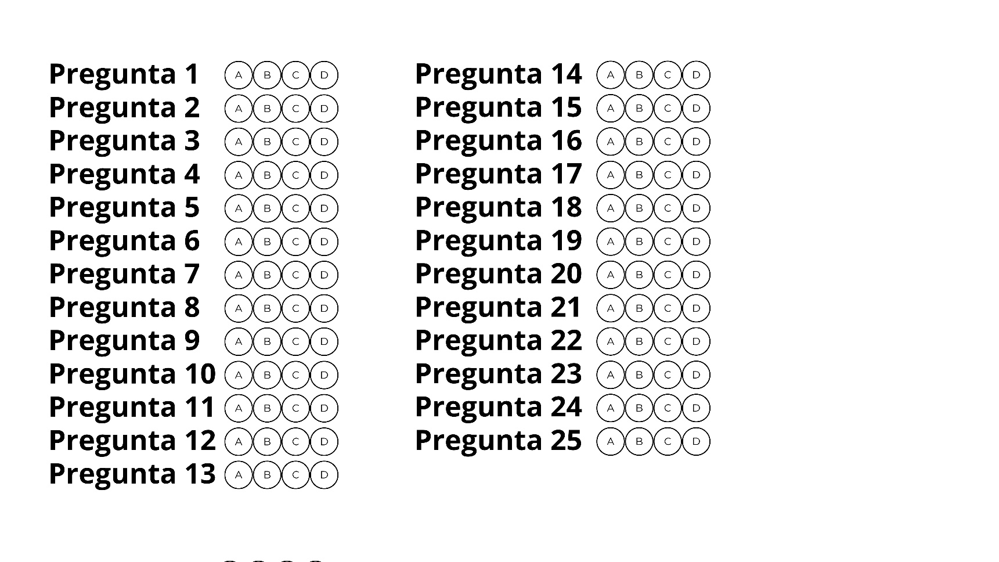 Pregunta 1 A B C D
Pregunta 2 A B C D
Pregunta 3 A B C D
Pregunta 4 A B C D
Pregunta 5 A B C D
Pregunta 6 A B C D
Pregunta 7 A B C D
Pregunta 8 A B C D
Pregunta 9 A B C D
Pregunta 10 A B C D
Pregunta 11 A B C D
Pregunta 12 A B C D
Pregunta 13 A B C D
Pregunta 14 A B C D
Pregunta 15 A B C D
Pregunta 16 A B C D
Pregunta 17 A B C D
Pregunta 18 A B C D
Pregunta 19 A B C D
Pregunta 20 A B C D
Pregunta 21 A B C D
Pregunta 22 A B C D
Pregunta 23 A B C D
Pregunta 24 A B C D
Pregunta 25 A B C D